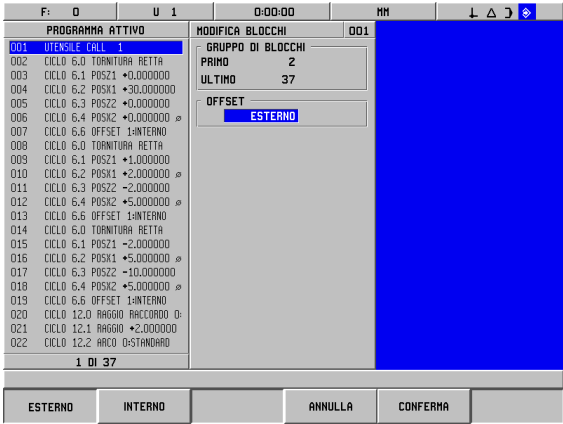 F: 0 U 1 0:00:00 MM
PROGRAMMA ATTIVO
001 UTENSILE CALL 1
002 CICLO 6.0 TORNITURA RETTA
003 CICLO 6.1 POSZ1 +0.000000
004 CICLO 6.2 POSX1 +30.000000
005 CICLO 6.3 POSZ2 +0.000000
006 CICLO 6.4 POSX2 +0.000000 ø
007 CICLO 6.6 OFFSET 1:INTERNO
008 CICLO 6.0 TORNITURA RETTA
009 CICLO 6.1 POSZ1 +1.000000
010 CICLO 6.2 POSX1 +2.000000 ø
011 CICLO 6.3 POSZ2 -2.000000
012 CICLO 6.4 POSX2 +5.000000 ø
013 CICLO 6.6 OFFSET 1:INTERNO
014 CICLO 6.0 TORNITURA RETTA
015 CICLO 6.1 POSZ1 -2.000000
016 CICLO 6.2 POSX1 +5.000000 ø
017 CICLO 6.3 POSZ2 -10.000000
018 CICLO 6.4 POSX2 +5.000000 ø
019 CICLO 6.6 OFFSET 1:INTERNO
020 CICLO 12.0 RAGGIO RACCORDO 0:
021 CICLO 12.1 RAGGIO +2.000000
022 CICLO 12.2 ARCO 0:STANDARD
1 DI 37
MODIFICA BLOCCHI 001
GRUPPO DI BLOCCHI
PRIMO 2
ULTIMO 37
OFFSET
ESTERNO
ESTERNO INTERNO ANNULLA CONFERMA